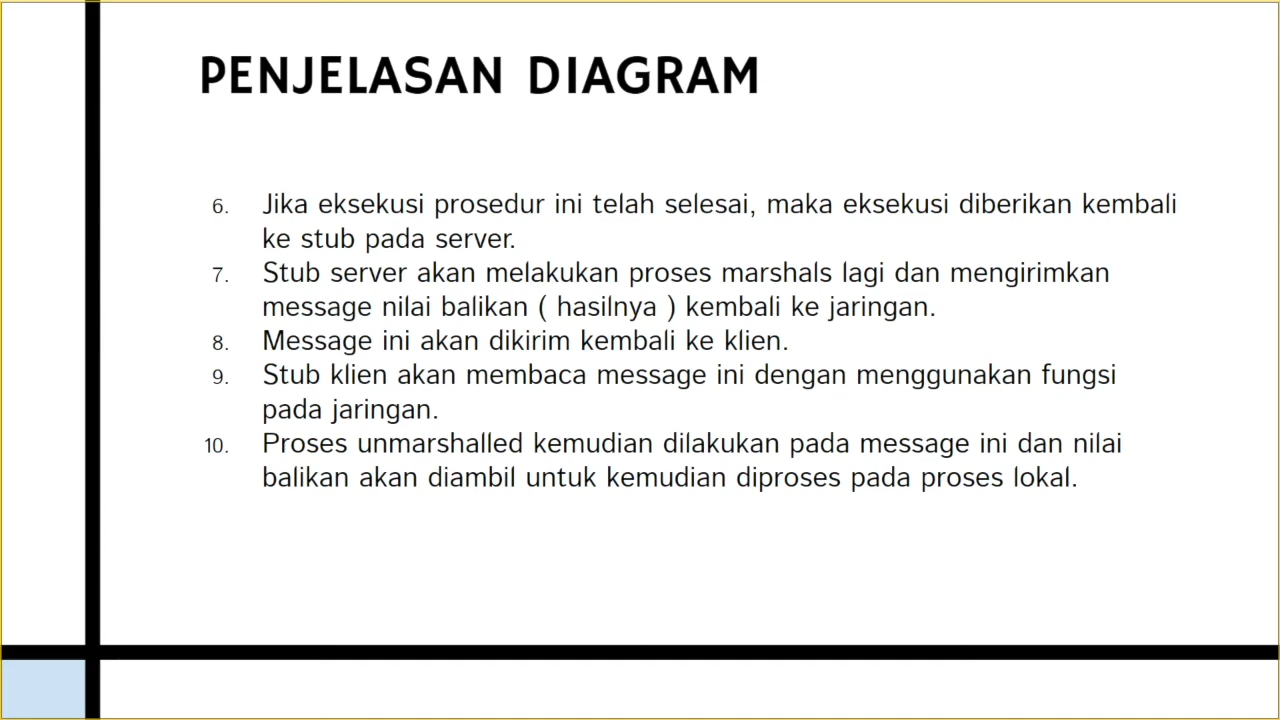 PENJELASAN DIAGRAM
6. Jika eksekusi prosedur ini telah selesai, maka eksekusi diberikan kembali
ke stub pada server.
7. Stub server akan melakukan proses marshals lagi dan mengirimkan
message nilai balikan ( hasilnya ) kembali ke jaringan.
8. Message ini akan dikirim kembali ke klien.
9. Stub klien akan membaca message ini dengan menggunakan fungsi
pada jaringan.
10. Proses unmarshalled kemudian dilakukan pada message ini dan nilai
balikan akan diambil untuk kemudian diproses pada proses lokal.